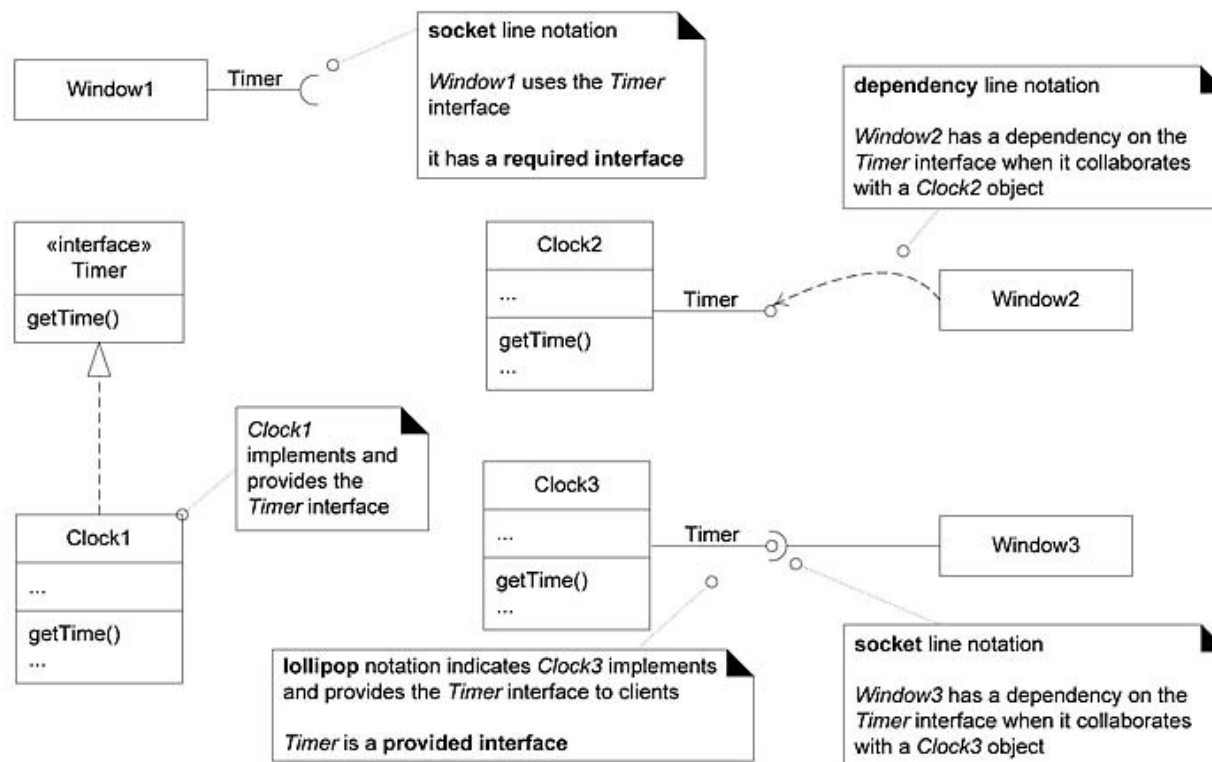 Window1
Timer
socket line notation
Window1 uses the Timer
interface
it has a required interface
dependency line notation
Window2 has a dependency on the
Timer interface when it collaborates
with a Clock2 object
«interface»
Timer
getTime()
Clock2
...
getTime()
...
Timer
Window2
Clock1
implements and
provides the
Timer interface
Clock1
...
getTime()
...
Clock3
...
getTime()
...
Timer
Window3
lollipop notation indicates Clock3 implements
and provides the Timer interface to clients
Timer is a provided interface
socket line notation
Window3 has a dependency on the
Timer interface when it collaborates
with a Clock3 object